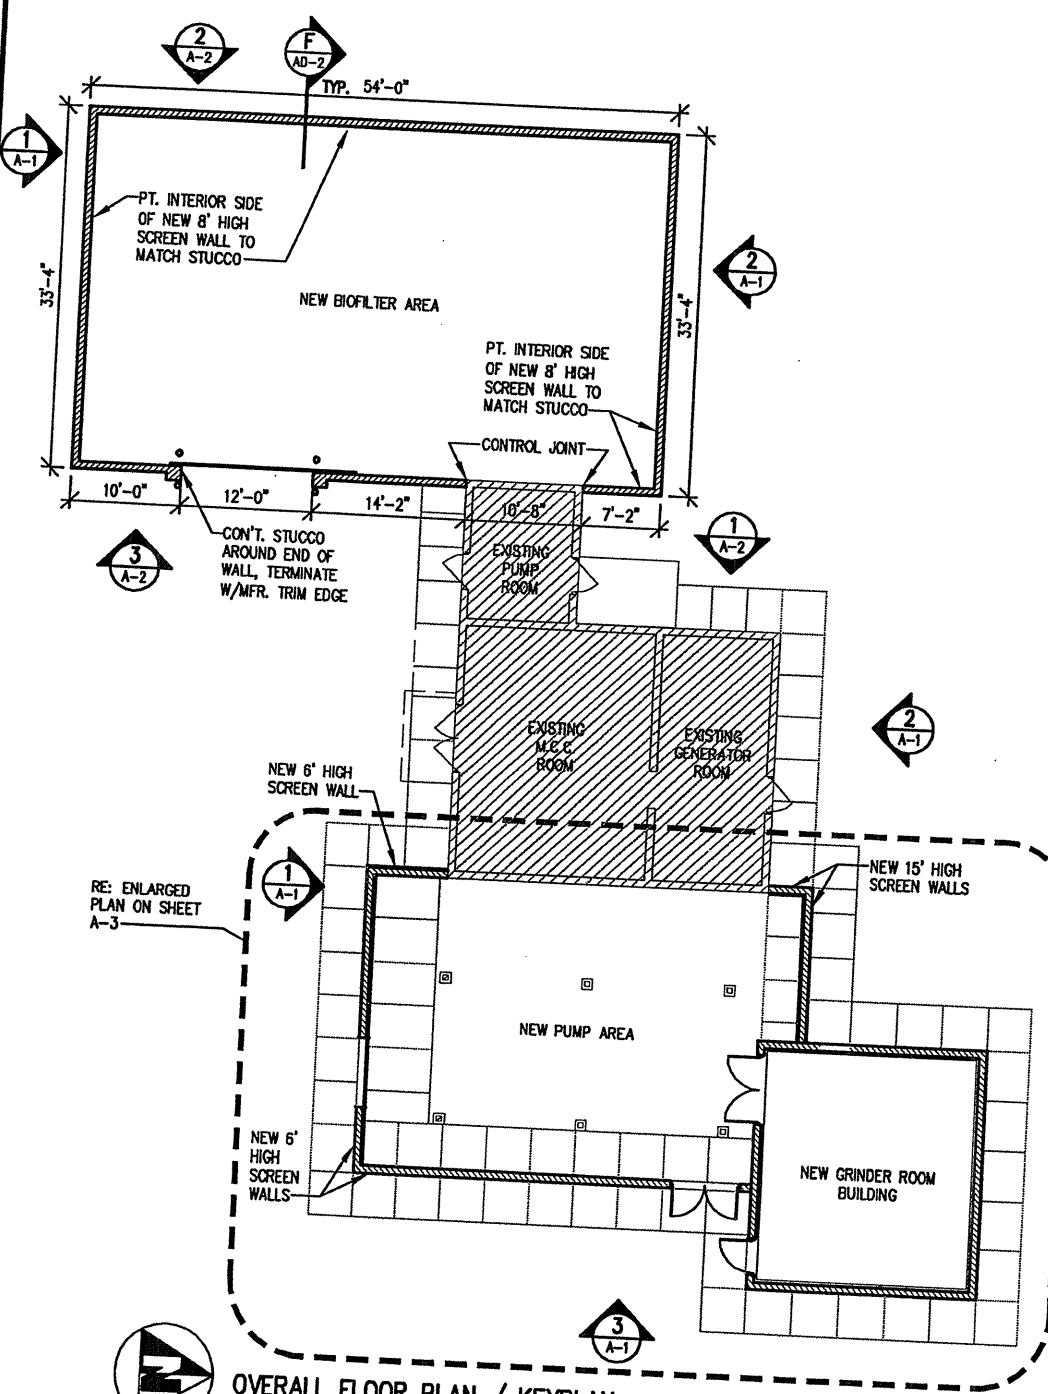 2
A-2
F
AD-2
TYP. 54'-0"
1
A-1
PT. INTERIOR SIDE
OF NEW 8' HIGH
SCREEN WALL TO
MATCH STUCCO
33'-4"
NEW BIOFILTER AREA
2
A-1
33'-4"
PT. INTERIOR SIDE
OF NEW 8' HIGH
SCREEN WALL TO
MATCH STUCCO
CONTROL JOINT
10'-0"
12'-0"
14'-2"
10'-8"
7'-2"
3
A-2
CON'T. STUCCO
AROUND END OF
WALL, TERMINATE
W/MFR. TRIM EDGE
EXISTING
PUMP
ROOM
1
A-2
EXISTING
M.C.C.
ROOM
EXISTING
GENERATOR
ROOM
2
A-1
NEW 6' HIGH
SCREEN WALL
1
A-1
NEW 15' HIGH
SCREEN WALLS
RE: ENLARGED
PLAN ON SHEET
A-3
NEW PUMP AREA
NEW 6'
HIGH
SCREEN
WALLS
NEW GRINDER ROOM
BUILDING
3
A-1
N
OVERALL FLOOR PLAN / KEYPLAN